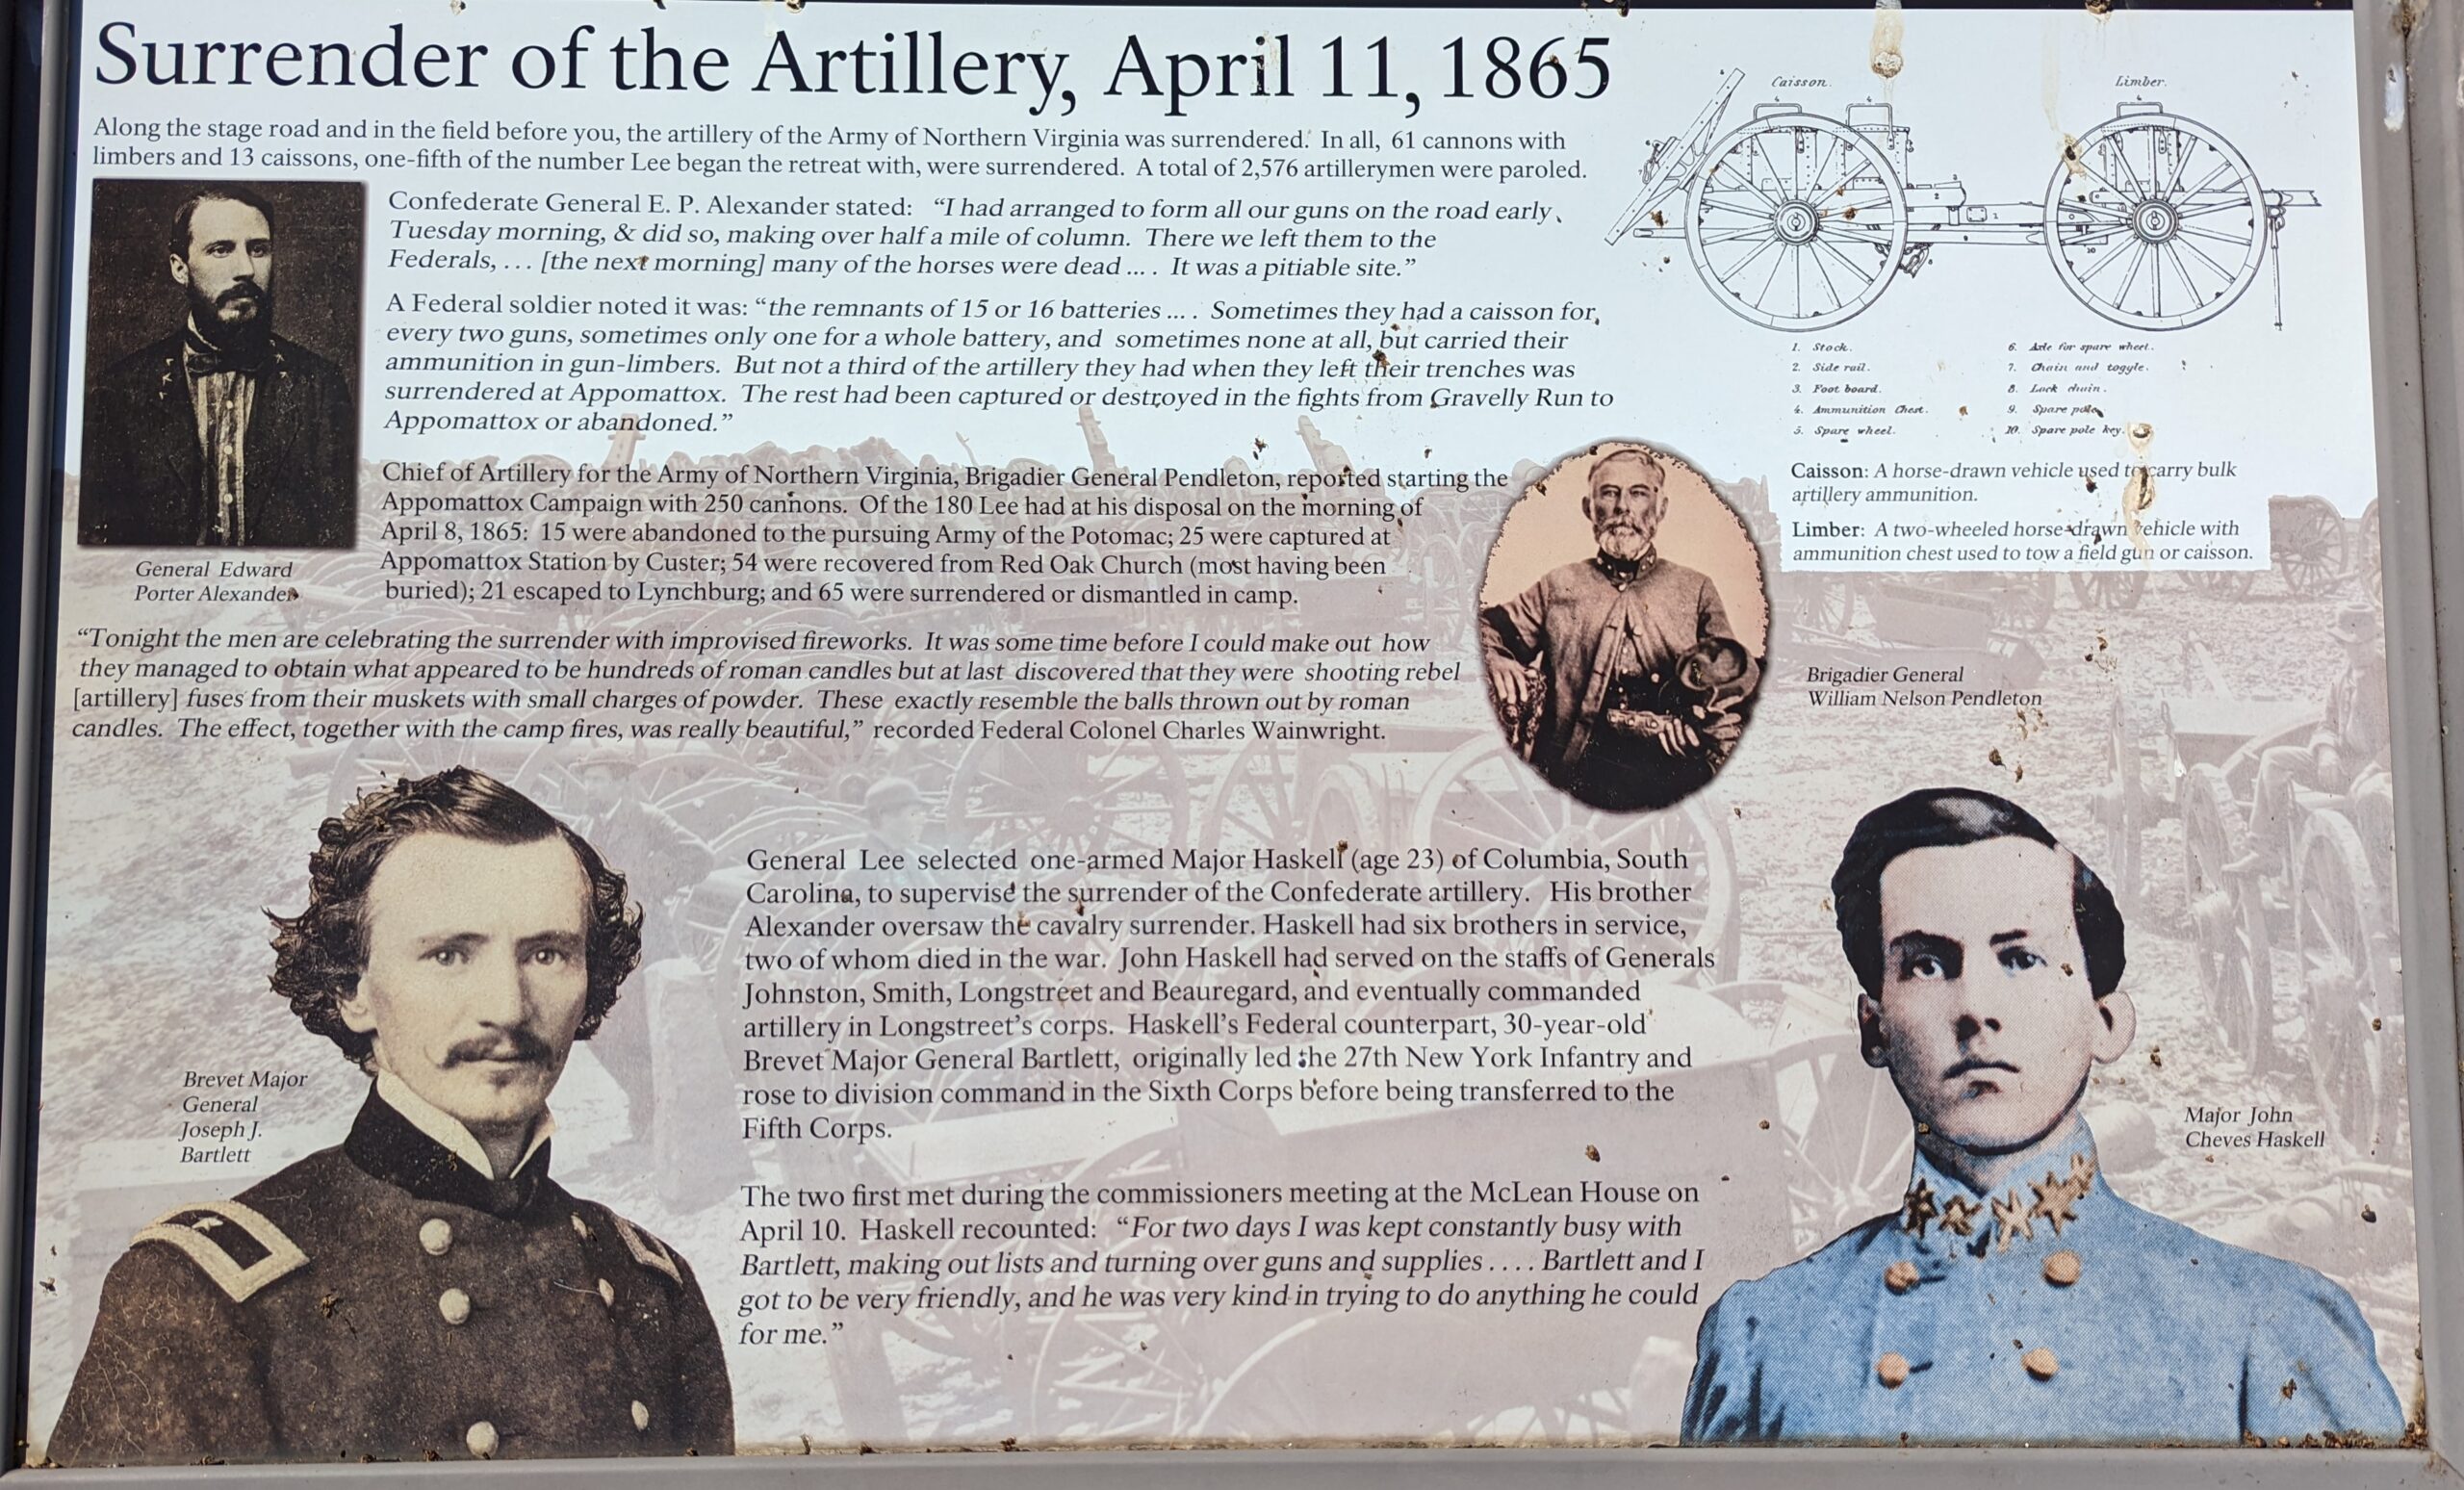 Surrender of the Artillery, April 11, 1865
Along the stage road and in the field before you, the artillery of the Army of Northern Virginia was surrendered. In all, 61 cannons with
limbers and 13 caissons, one-fifth of the number Lee began the retreat with, were surrendered. A total of 2,576 artillerymen were paroled.
Confederate General E. P. Alexander stated: “I had arranged to form all our guns on the road early
Tuesday morning, & did so, making over half a mile of column. There we left them to the
Federals, ... [the next morning] many of the horses were dead ... . It was a pitiable site.”
A Federal soldier noted it was: “the remnants of 15 or 16 batteries ... . Sometimes they had a caisson for
every two guns, sometimes only one for a whole battery, and sometimes none at all, but carried their
ammunition in gun-limbers. But not a third of the artillery they had when they left their trenches was
surrendered at Appomattox. The rest had been captured or destroyed in the fights from Gravelly Run to
Appomattox or abandoned.”
General Edward
Porter Alexander
Chief of Artillery for the Army of Northern Virginia, Brigadier General Pendleton, reported starting the
Appomattox Campaign with 250 cannons. Of the 180 Lee had at his disposal on the morning of
April 8, 1865: 15 were abandoned to the pursuing Army of the Potomac; 25 were captured at
Appomattox Station by Custer; 54 were recovered from Red Oak Church (most having been
buried); 21 escaped to Lynchburg; and 65 were surrendered or dismantled in camp.
“Tonight the men are celebrating the surrender with improvised fireworks. It was some time before I could make out how
they managed to obtain what appeared to be hundreds of roman candles but at last discovered that they were shooting rebel
[artillery] fuses from their muskets with small charges of powder. These exactly resemble the balls thrown out by roman
candles. The effect, together with the camp fires, was really beautiful,” recorded Federal Colonel Charles Wainwright.
Caisson.
Limber.
1. Stock.
2. Side rail.
3. Foot board.
4. Ammunition Chest.
5. Spare wheel.
6. Axle for spare wheel.
7. Chain and toggle.
8. Lock chain.
9. Spare pole
10. Spare pole key.
Caisson: A horse-drawn vehicle used to carry bulk
artillery ammunition.
Limber: A two-wheeled horse-drawn vehicle with
ammunition chest used to tow a field gun or caisson.
Brigadier General
William Nelson Pendleton
General Lee selected one-armed Major Haskell (age 23) of Columbia, South
Carolina, to supervise the surrender of the Confederate artillery. His brother
Alexander oversaw the cavalry surrender. Haskell had six brothers in service,
two of whom died in the war. John Haskell had served on the staffs of Generals
Johnston, Smith, Longstreet and Beauregard, and eventually commanded
artillery in Longstreet’s corps. Haskell’s Federal counterpart, 30-year-old
Brevet Major General Bartlett, originally led the 27th New York Infantry and
rose to division command in the Sixth Corps before being transferred to the
Fifth Corps.
The two first met during the commissioners meeting at the McLean House on
April 10. Haskell recounted: “For two days I was kept constantly busy with
Bartlett, making out lists and turning over guns and supplies . . . . Bartlett and I
got to be very friendly, and he was very kind in trying to do anything he could
for me.”
Brevet Major
General
Joseph J.
Bartlett
Major John
Cheves Haskell